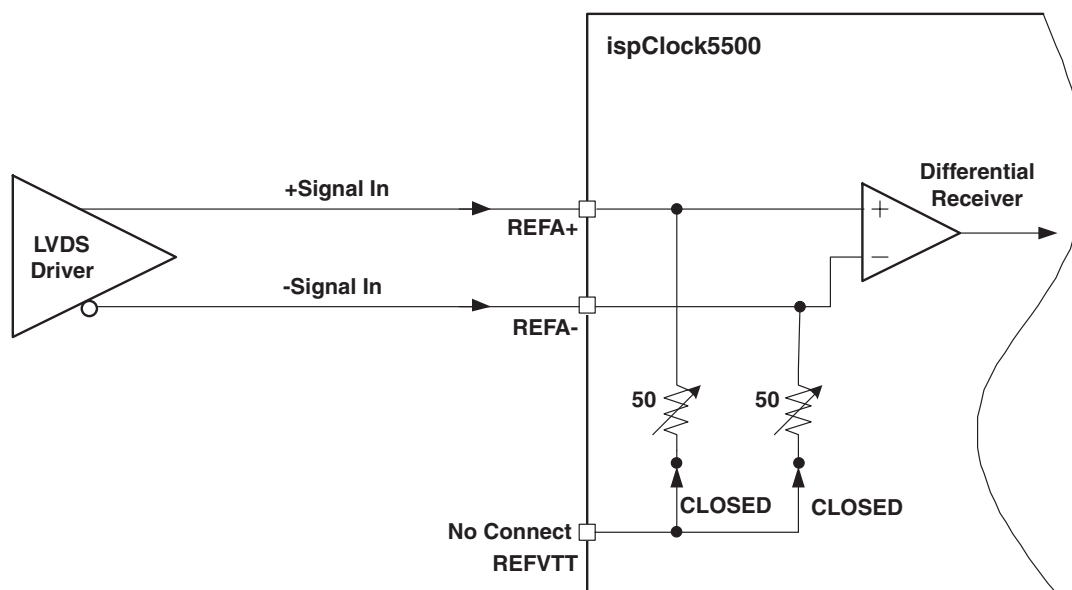 ispClock5500
Differential
Receiver
+Signal In
+
REFA+
LVDS
Driver
−
-Signal In
REFA-
50
50
CLOSED
CLOSED
No Connect
REFVTT